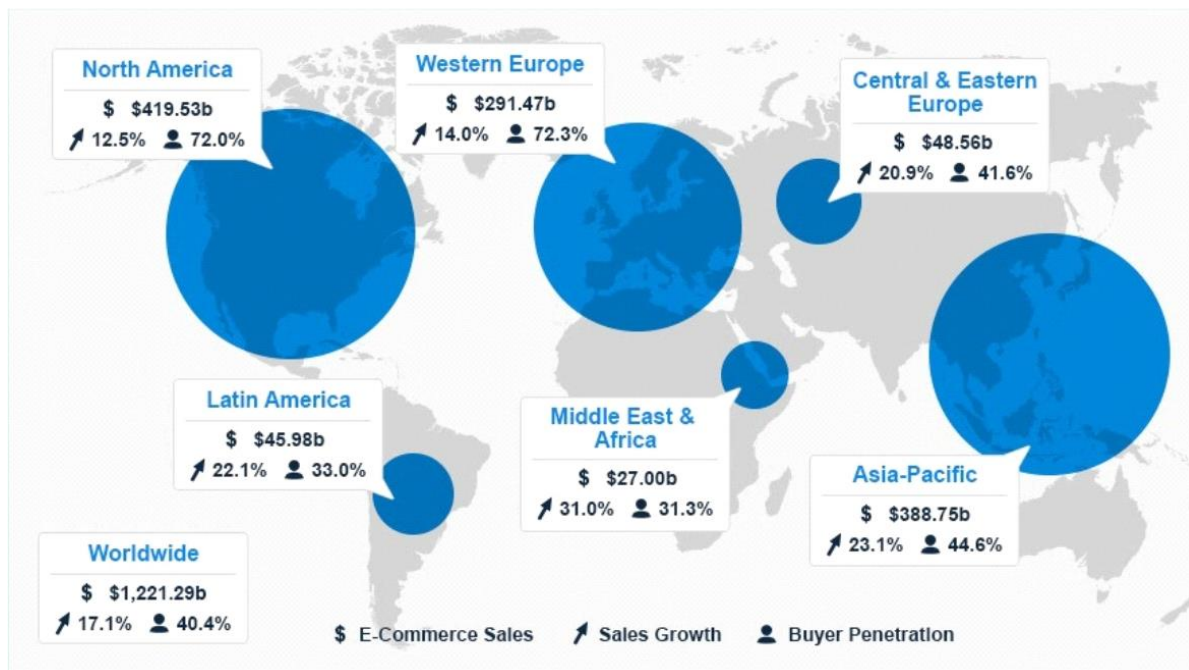 North America
$ $419.53b
12.5% 72.0%
Western Europe
$ $291.47b
14.0% 72.3%
Central & Eastern
Europe
$ $48.56b
20.9% 41.6%
Latin America
$ $45.98b
22.1% 33.0%
Middle East &
Africa
$ $27.00b
31.0% 31.3%
Asia-Pacific
$ $388.75b
23.1% 44.6%
Worldwide
$ $1,221.29b
17.1% 40.4%
$ E-Commerce Sales Sales Growth Buyer Penetration